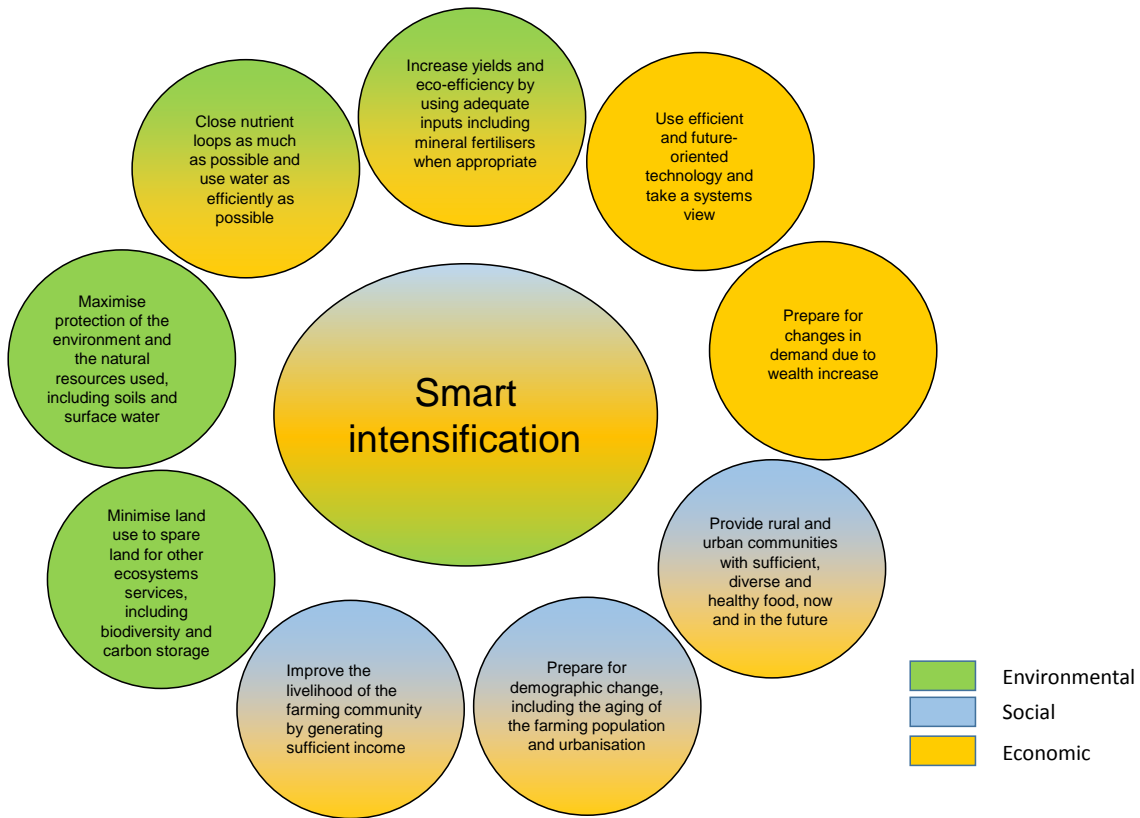 Increase yields and
eco-efficiency by
using adequate
inputs including
mineral fertilisers
when appropriate
Use efficient
and future-
oriented
technology and
take a systems
view
Prepare for
changes in
demand due to
wealth increase
Provide rural and
urban communities
with sufficient,
diverse and
healthy food, now
and in the future
Prepare for
demographic change,
including the aging of
the farming population
and urbanisation
Improve the
livelihood of the
farming community
by generating
sufficient income
Minimise land
use to spare
land for other
ecosystems
services,
including
biodiversity and
carbon storage
Maximise
protection of the
environment and
the natural
resources used,
including soils and
surface water
Close nutrient
loops as much
as possible and
use water as
efficiently as
possible
Smart
intensification
Environmental
Social
Economic